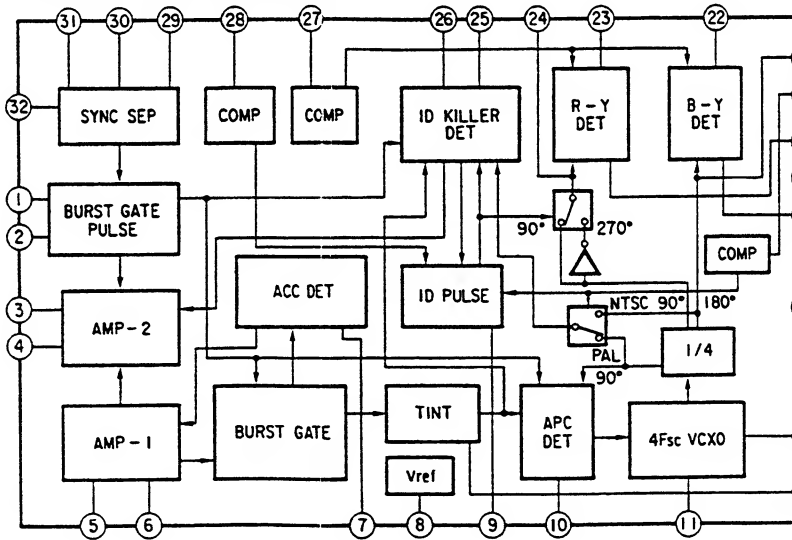 31 30 29 28 27 26 25 24 23 22
32
SYNC SEP
COMP
COMP
ID KILLER
DET
R-Y
DET
B-Y
DET
1
2
BURST GATE
PULSE
90°
270°
COMP
3
4
AMP-2
ACC DET
ID PULSE
NTSC 90°
180°
PAL
90°
1/4
AMP-1
BURST GATE
TINT
APC
DET
4Fsc VCXO
Vref
5 6 7 8 9 10 11